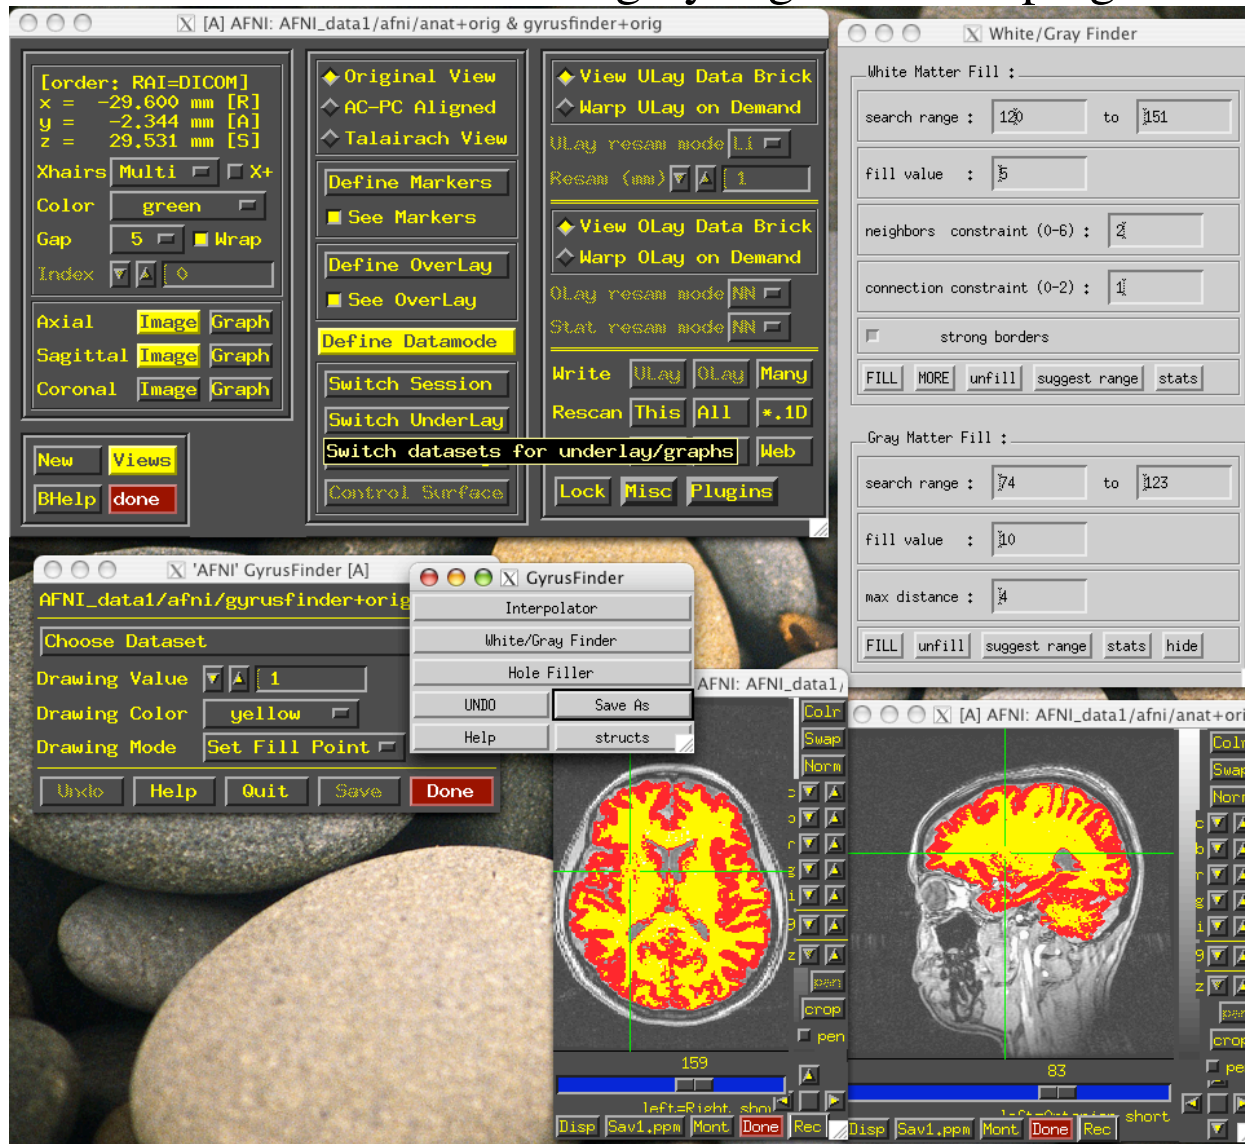 [A] AFNI: AFNI_data1/afni/anat+orig & gyrusfinder+orig
[order: RAI=DICOM]
x = -29.600 mm [R]
y = -2.344 mm [A]
z = 29.531 mm [S]
Xhairs Multi X+
Color green
Gap 5 Wrap
Index 0
Axial Image Graph
Sagittal Image Graph
Coronal Image Graph
New Views
BHelp done
Original View
AC-PC Aligned
Talairach View
Define Markers
See Markers
Define OverLay
See OverLay
Define Datamode
Switch Session
Switch UnderLay
Switch datasets for underlay/graphs
Control Surface
View ULay Data Brick
Warp ULay on Demand
ULay resam mode Li
Resam (mm) 1
View OLay Data Brick
Warp OLay on Demand
OLay resam mode NN
Stat resam mode NN
Write ULay OLay Many
Rescan This All *.1D
Web
Lock Misc Plugins
White/Gray Finder
White Matter Fill :
search range : 120 to 151
fill value : 5
neighbors constraint (0-6) : 2
connection constraint (0-2) : 1
strong borders
FILL MORE unfill suggest range stats
Gray Matter Fill :
search range : 74 to 123
fill value : 10
max distance : 4
FILL unfill suggest range stats hide
'AFNI' GyrusFinder [A]
AFNI_data1/afni/gyrusfinder+orig
Choose Dataset
Drawing Value 1
Drawing Color yellow
Drawing Mode Set Fill Point
Undo Help Quit Save Done
GyrusFinder
Interpolator
White/Gray Finder
Hole Filler
UNDO Save As
Help structs
AFNI: AFNI_data1/
Colr
Swap
Norm
c
b
r
g
i
9
z
pan
crop
pen
159
left=Right
Disp Sav1.ppm Mont Done Rec
[A] AFNI: AFNI_data1/afni/anat+ori
Colr
Swap
Norm
c
b
r
g
i
9
z
pan
crop
pen
83
short
Disp Sav1.ppm Mont Done Rec